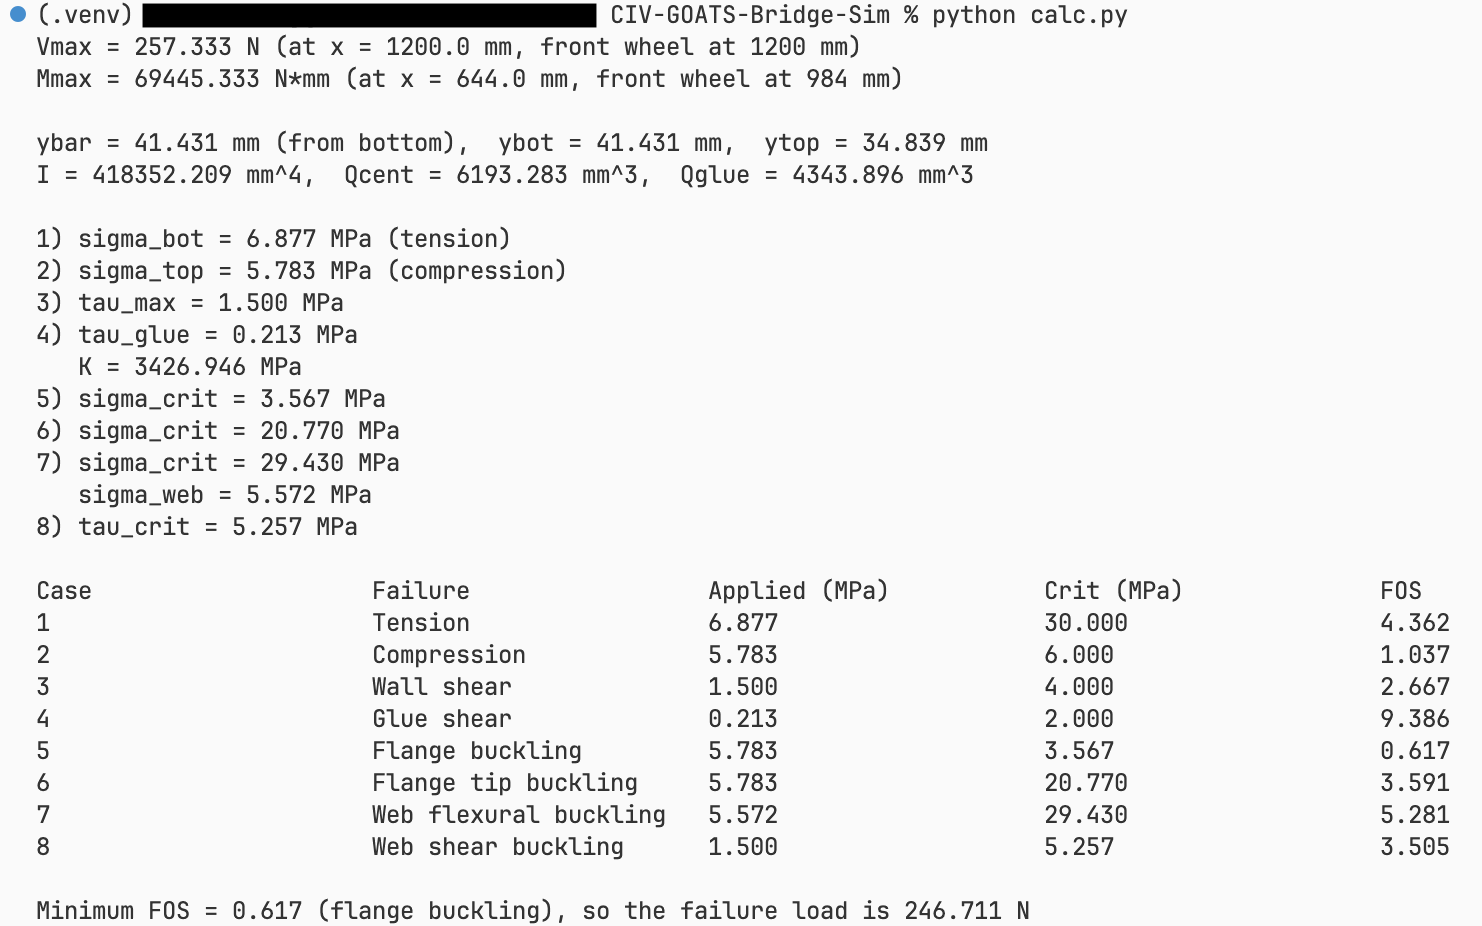 (.venv) CIV-GOATS-Bridge-Sim % python calc.py
Vmax = 257.333 N (at x = 1200.0 mm, front wheel at 1200 mm)
Mmax = 69445.333 N*mm (at x = 644.0 mm, front wheel at 984 mm)
ybar = 41.431 mm (from bottom),  ybot = 41.431 mm,  ytop = 34.839 mm
I = 418352.209 mm^4,  Qcent = 6193.283 mm^3,  Qglue = 4343.896 mm^3
1) sigma_bot = 6.877 MPa (tension)
2) sigma_top = 5.783 MPa (compression)
3) tau_max = 1.500 MPa
4) tau_glue = 0.213 MPa
K = 3426.946 MPa
5) sigma_crit = 3.567 MPa
6) sigma_crit = 20.770 MPa
7) sigma_crit = 29.430 MPa
sigma_web = 5.572 MPa
8) tau_crit = 5.257 MPa
Case Failure Applied (MPa) Crit (MPa) FOS
1 Tension 6.877 30.000 4.362
2 Compression 5.783 6.000 1.037
3 Wall shear 1.500 4.000 2.667
4 Glue shear 0.213 2.000 9.386
5 Flange buckling 5.783 3.567 0.617
6 Flange tip buckling 5.783 20.770 3.591
7 Web flexural buckling 5.572 29.430 5.281
8 Web shear buckling 1.500 5.257 3.505
Minimum FOS = 0.617 (flange buckling), so the failure load is 246.711 N